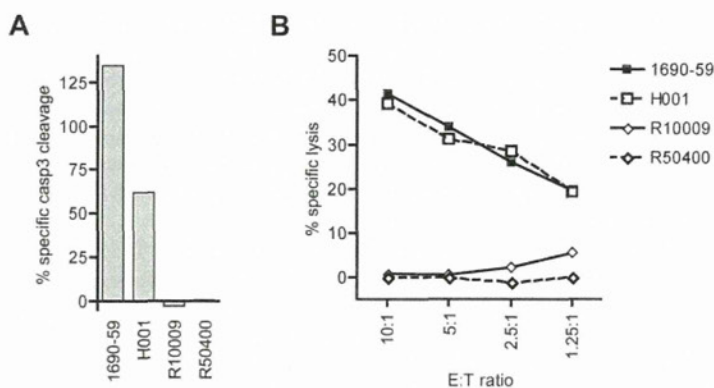 A
% specific casp3 cleavage
125
100
75
50
25
0
1690-59
H001
R10009
R50400
B
% specific lysis
50
40
30
20
10
0
10:1
5:1
2.5:1
1.25:1
E:T ratio
1690-59
H001
R10009
R50400